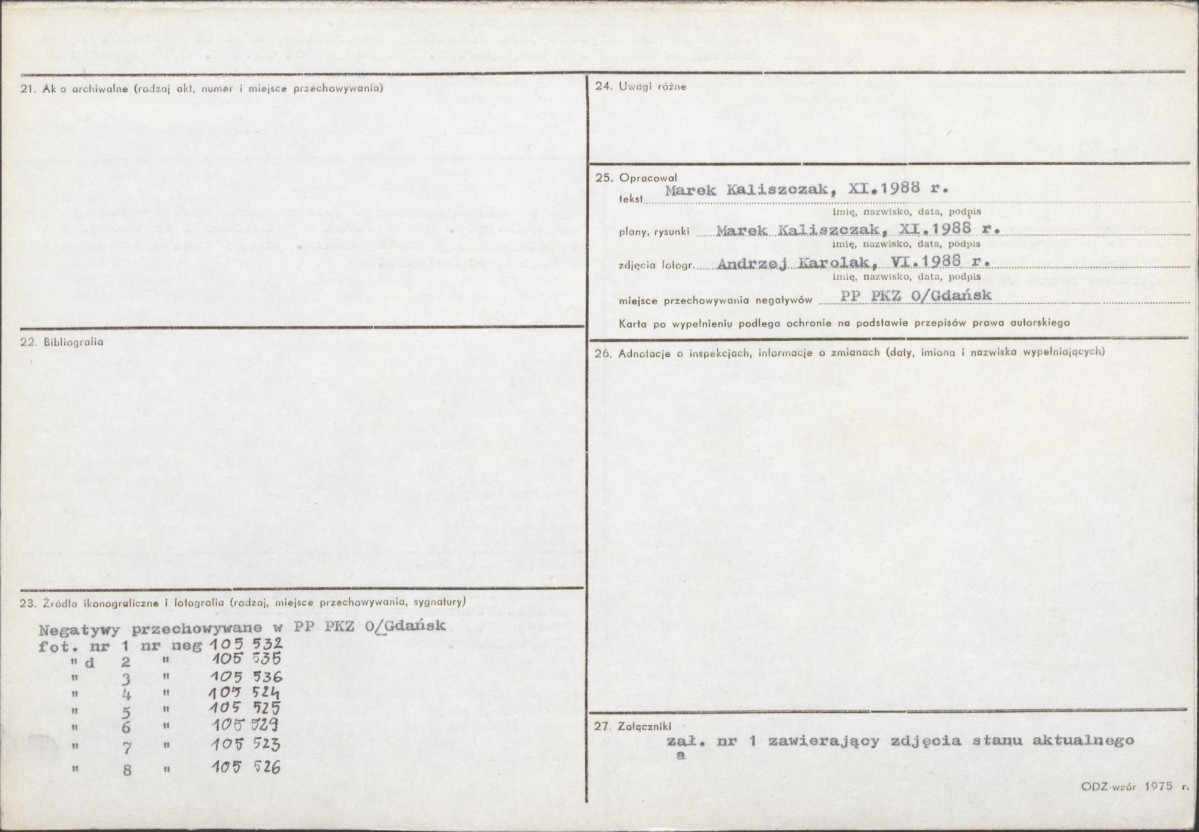 21. Ak a archiwalne (rodzaj akt, numer i miejsce przechowywania)
22. Bibliografia
23. Źródła ikonograficzne i fotografia (rodzaj, miejsce przechowywania, sygnatury)
Negatywy przechowywane w PP PKZ O/Gdańsk
fot. nr 1 nr neg 105 532
" d 2 " 105 535
" 3 " 105 536
" 4 " 105 524
" 5 " 105 525
" 6 " 105 529
" 7 " 105 523
" 8 " 105 526
24. Uwagi różne
25. Opracował
tekst Marek Kaliszczak, XI.1988 r.
imię, nazwisko, data, podpis
plany, rysunki Marek Kaliszczak, XI.1988 r.
imię, nazwisko, data, podpis
zdjęcia fotogr. Andrzej Karolak, VI.1988 r.
imię, nazwisko, data, podpis
miejsce przechowywania negatywów PP PKZ O/Gdańsk
Karta po wypełnieniu podlega ochronie na podstawie przepisów prawa autorskiego
26. Adnotacje o inspekcjach, informacje o zmianach (daty, imiona i nazwiska wypełniających)
27. Załączniki
zał. nr 1 zawierający zdjęcia stanu aktualnego
a
ODZ-wzór 1975 r.